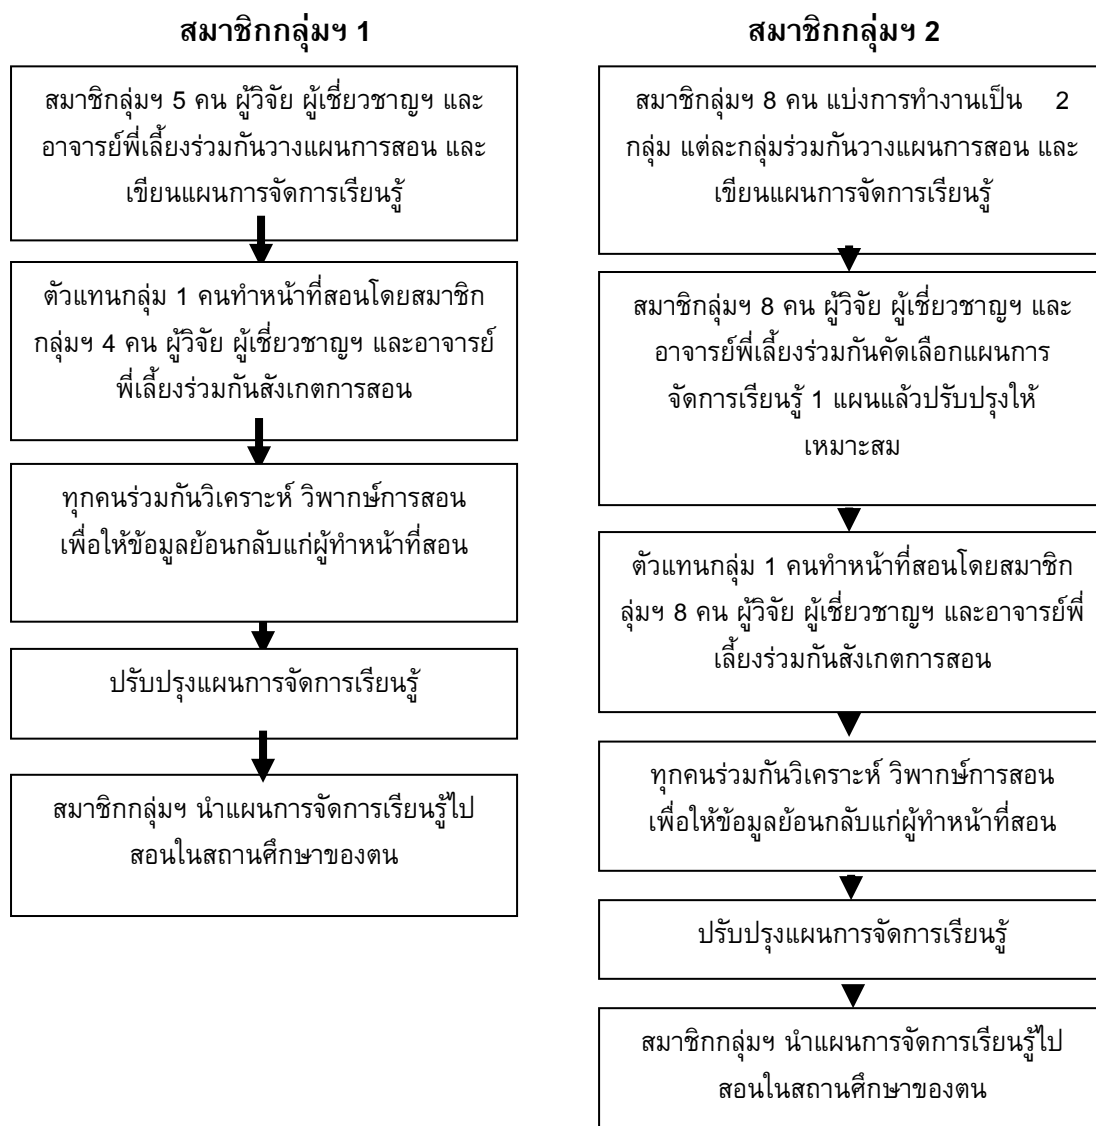 สมาชิกกลุ่มฯ 1
สมาชิกลุ่มฯ 5 คน ผู้วิจัย ผู้เชี่ยวชาญฯ และ
อาจารย์พี่เลี้ยงร่วมกันวางแผนการสอน และ
เขียนแผนการจัดการเรียนรู้
ตัวแทนกลุ่ม 1 คนทำหน้าที่สอนโดยสมาชิก
กลุ่มฯ 4 คน ผู้วิจัย ผู้เชี่ยวชาญฯ และอาจารย์
พี่เลี้ยงร่วมกันสังเกตการสอน
ทุกคนร่วมกันวิเคราะห์ วิพากษ์การสอน
เพื่อให้ข้อมูลย้อนกลับแก่ผู้ทำหน้าที่สอน
ปรับปรุงแผนการจัดการเรียนรู้
สมาชิกกลุ่มฯ นำแผนการจัดการเรียนรู้ไป
สอนในสถานศึกษาของตน
สมาชิกกลุ่มฯ 2
สมาชิกลุ่มฯ 8 คน แบ่งการทำงานเป็น 2
กลุ่ม แต่ละกลุ่มร่วมกันวางแผนการสอน และ
เขียนแผนการจัดการเรียนรู้
สมาชิกลุ่มฯ 8 คน ผู้วิจัย ผู้เชี่ยวชาญฯ และ
อาจารย์พี่เลี้ยงร่วมกันคัดเลือกแผนการ
จัดการเรียนรู้ 1 แผนแล้วปรับปรุงให้
เหมาะสม
ตัวแทนกลุ่ม 1 คนทำหน้าที่สอนโดยสมาชิก
ลุ่มฯ 8 คน ผู้วิจัย ผู้เชี่ยวชาญฯ และอาจารย์พี่
เลี้ยงร่วมกันสังเกตการสอน
ทุกคนร่วมกันวิเคราะห์ วิพากษ์การสอน
เพื่อให้ข้อมูลย้อนกลับแก่ผู้ทำหน้าที่สอน
ปรับปรุงแผนการจัดการเรียนรู้
สมาชิกกลุ่มฯ นำแผนการจัดการเรียนรู้ไป
สอนในสถานศึกษาของตน